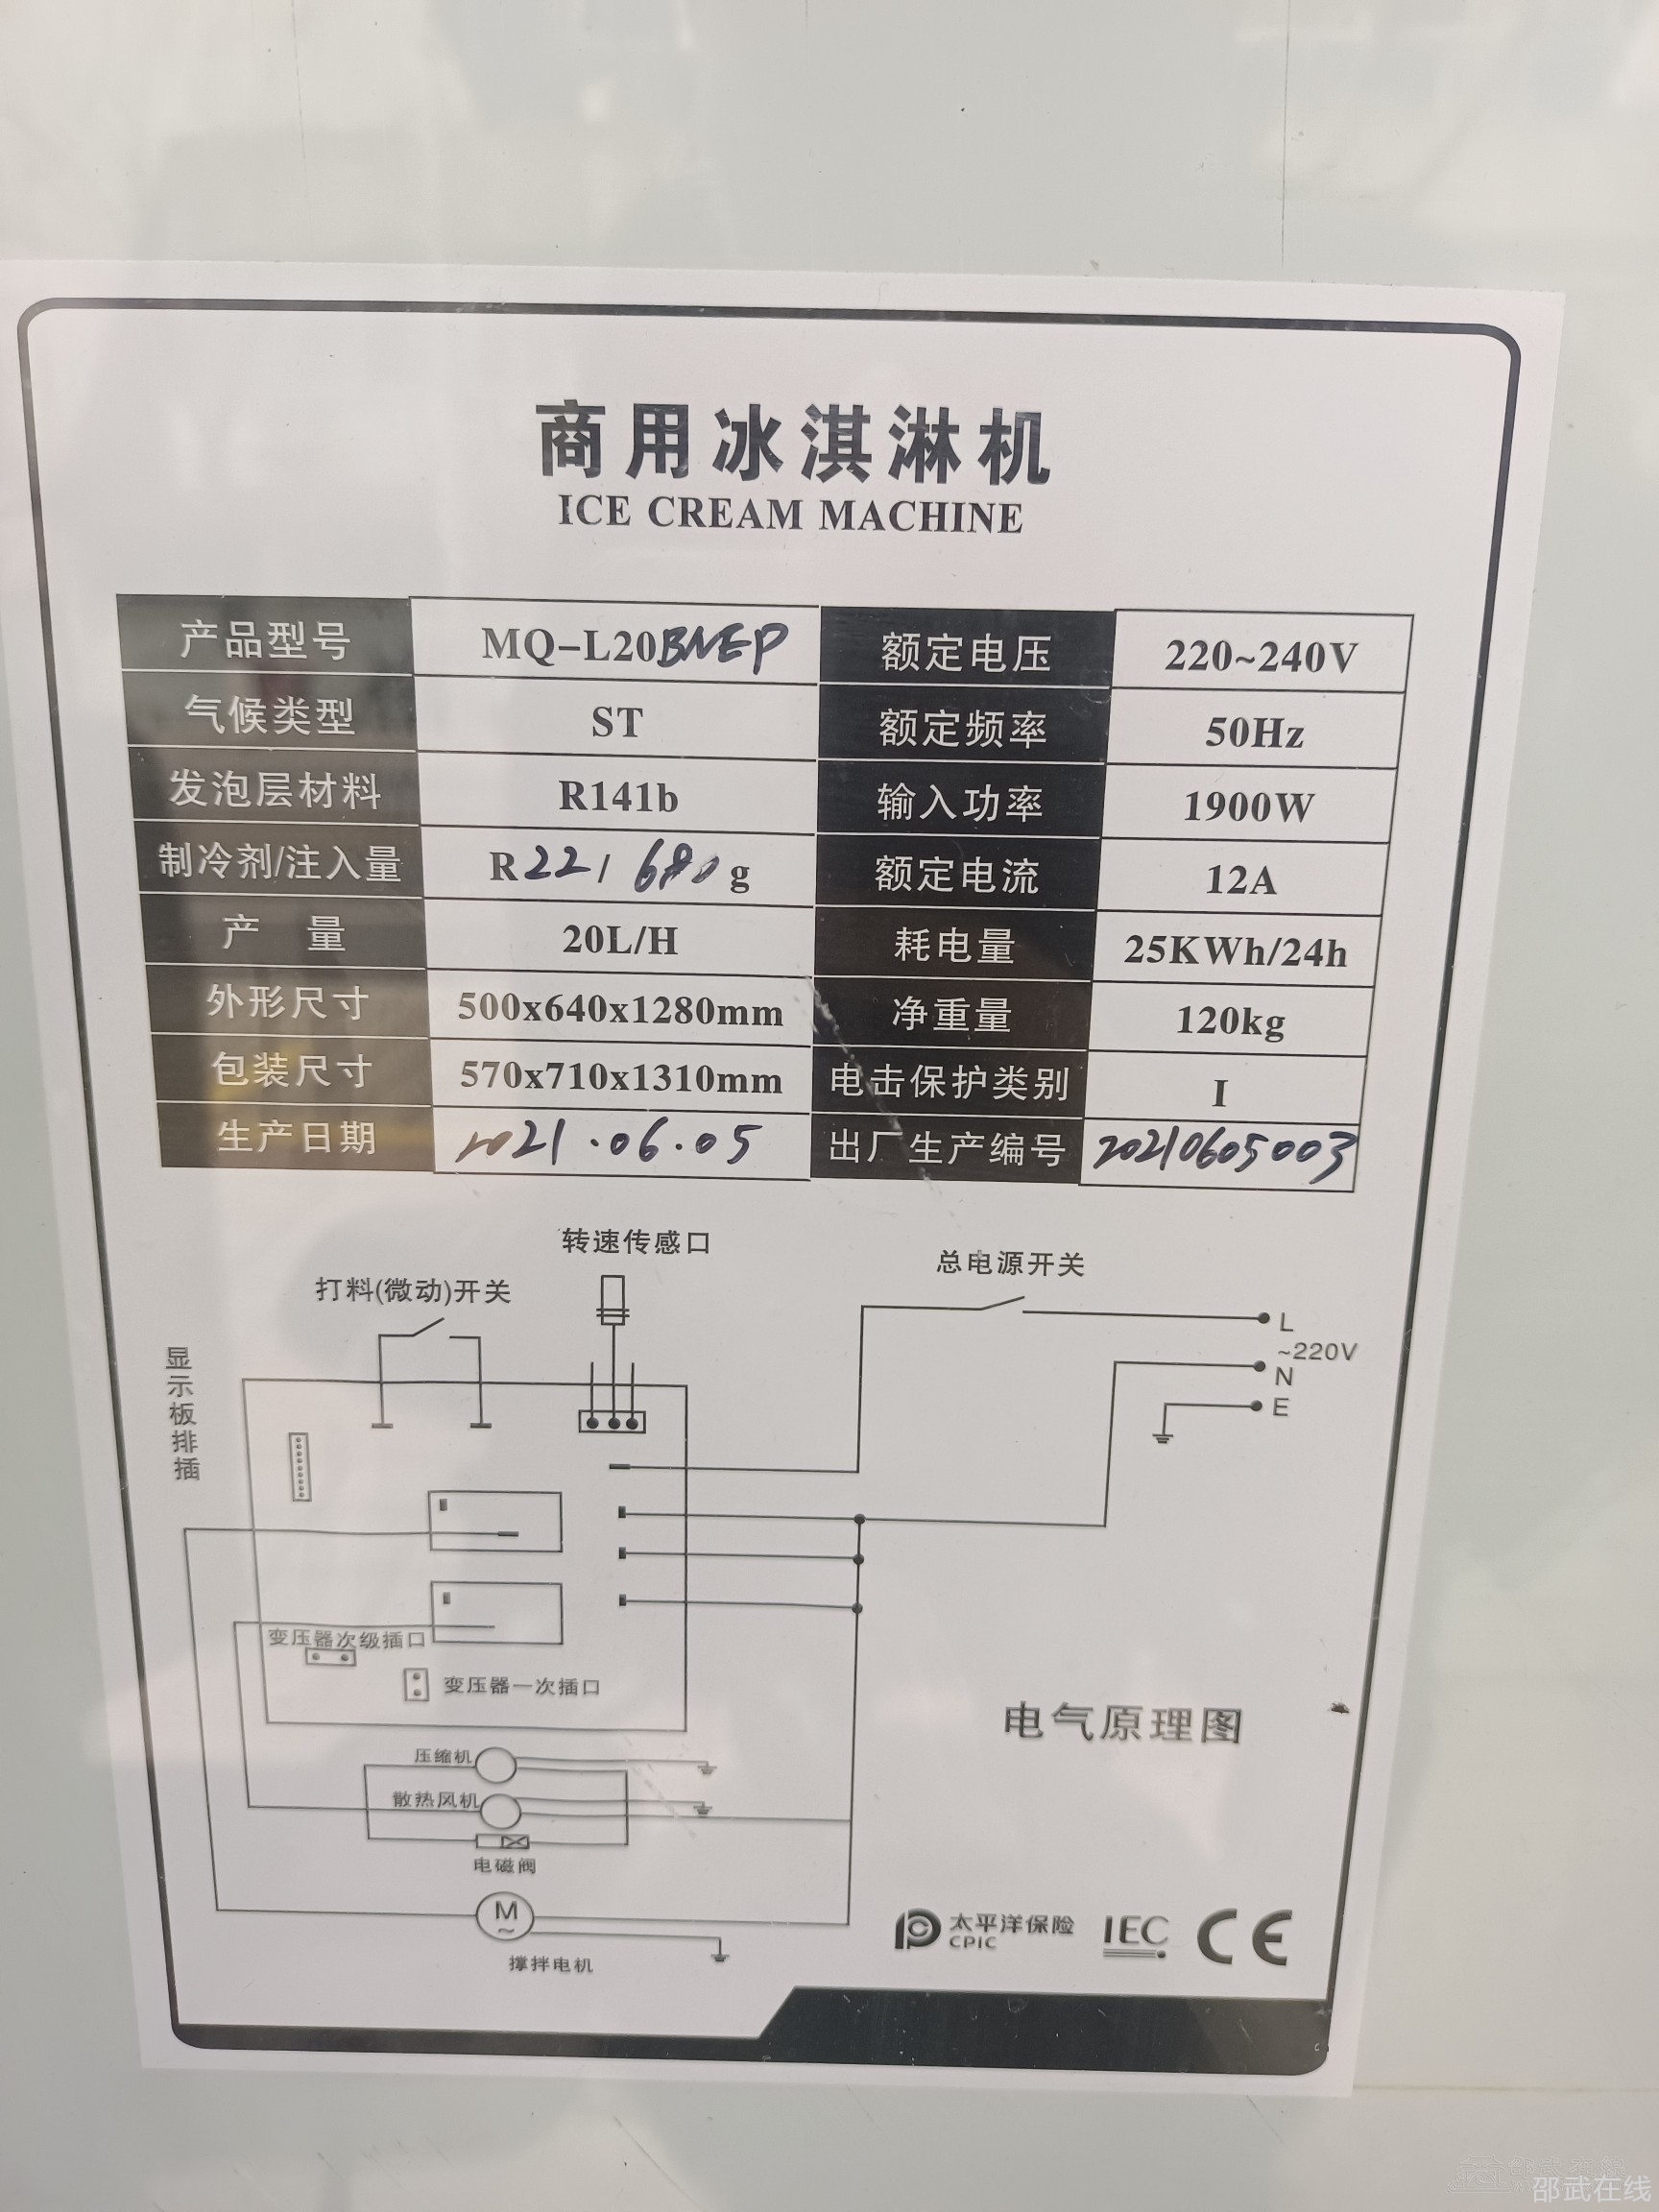 商用冰淇淋机
ICE CREAM MACHINE
产品型号 MQ-L20BNEP 额定电压 220~240V
气候类型 ST 额定频率 50Hz
发泡层材料 R141b 输入功率 1900W
制冷剂/注入量 R22/ 680 g 额定电流 12A
产 量 20L/H 耗电量 25KWh/24h
外形尺寸 500x640x1280mm 净重量 120kg
包装尺寸 570x710x1310mm 电击保护类别 I
生产日期 2021.06.05 出厂生产编号 20210605003
转速传感口
总电源开关
打料(微动)开关
L
~220V
N
E
显示板排插
变压器次级插口
变压器一次插口
电气原理图
压缩机
散热风机
电磁阀
M
~
撑拌电机
太平洋保险
CPIC
IEC
CE
邵武在线